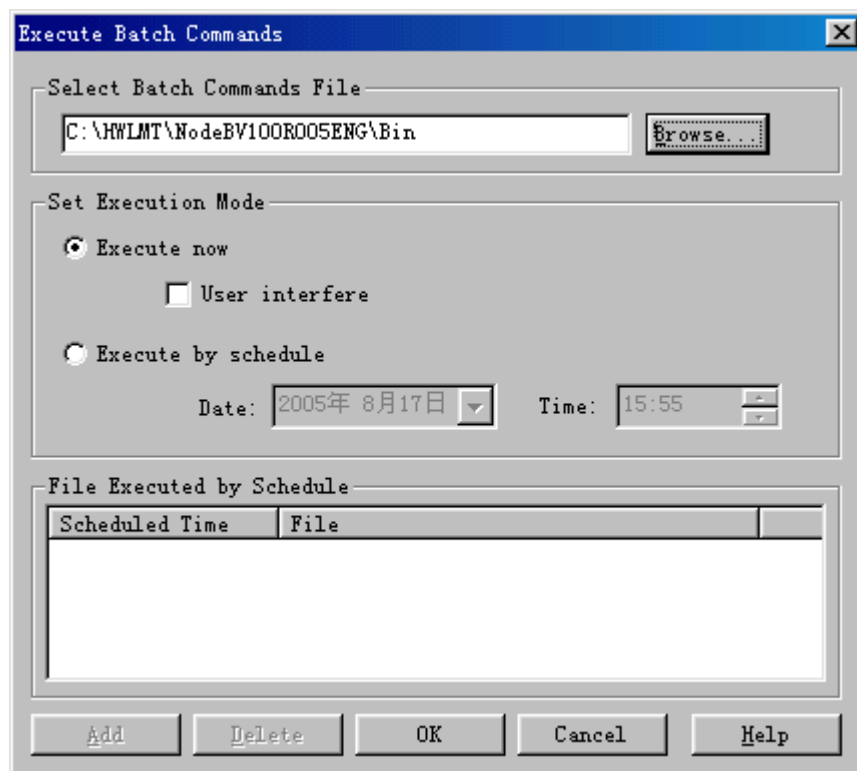 Execute Batch Commands
Select Batch Commands File
C:\HWLMT\NodeBV100R005ENG\Bin
Browse...
Set Execution Mode
Execute now
User interfere
Execute by schedule
Date: 2005年 8月17日 Time: 15:55
File Executed by Schedule
Scheduled Time File
Add Delete OK Cancel Help